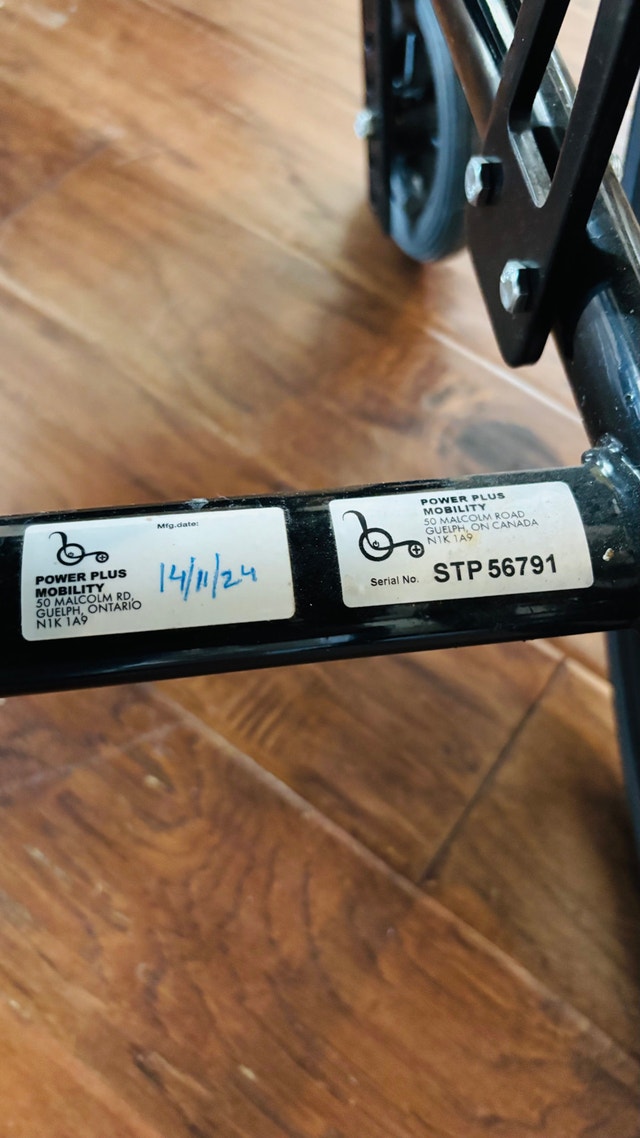 Mfg.date:
14/11/24
POWER PLUS
MOBILITY
50 MALCOLM RD,
GUELPH, ONTARIO
N1K 1A9
POWER PLUS
MOBILITY
50 MALCOLM ROAD
GUELPH, ON CANADA
N1K 1A9
Serial No. STP 56791